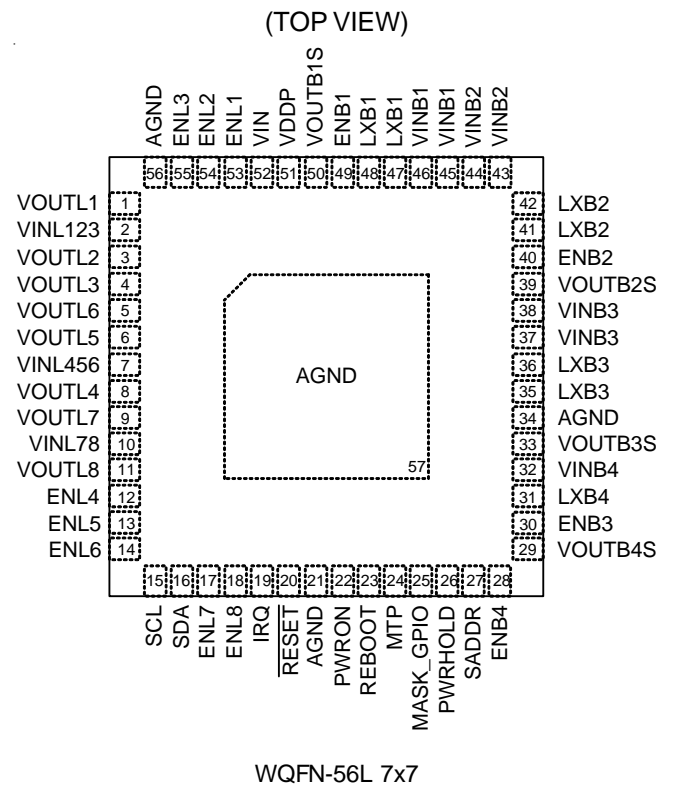 (TOP VIEW)
AGND
ENL3
ENL2
ENL1
VIN
VDDP
VOUTB1S
ENB1
LXB1
LXB1
VINB1
VINB1
VINB2
VINB2
56 55 54 53 52 51 50 49 48 47 46 45 44 43
VOUTL1 1
VINL123 2
VOUTL2 3
VOUTL3 4
VOUTL6 5
VOUTL5 6
VINL456 7
VOUTL4 8
VOUTL7 9
VINL78 10
VOUTL8 11
ENL4 12
ENL5 13
ENL6 14
AGND
57
42 LXB2
41 LXB2
40 ENB2
39 VOUTB2S
38 VINB3
37 VINB3
36 LXB3
35 LXB3
34 AGND
33 VOUTB3S
32 VINB4
31 LXB4
30 ENB3
29 VOUTB4S
15 16 17 18 19 20 21 22 23 24 25 26 27 28
SCL
SDA
ENL7
ENL8
IRQ
RESET
AGND
PWRON
REBOOT
MTP
MASK_GPIO
PWRHOLD
SADDR
ENB4
WQFN-56L 7x7